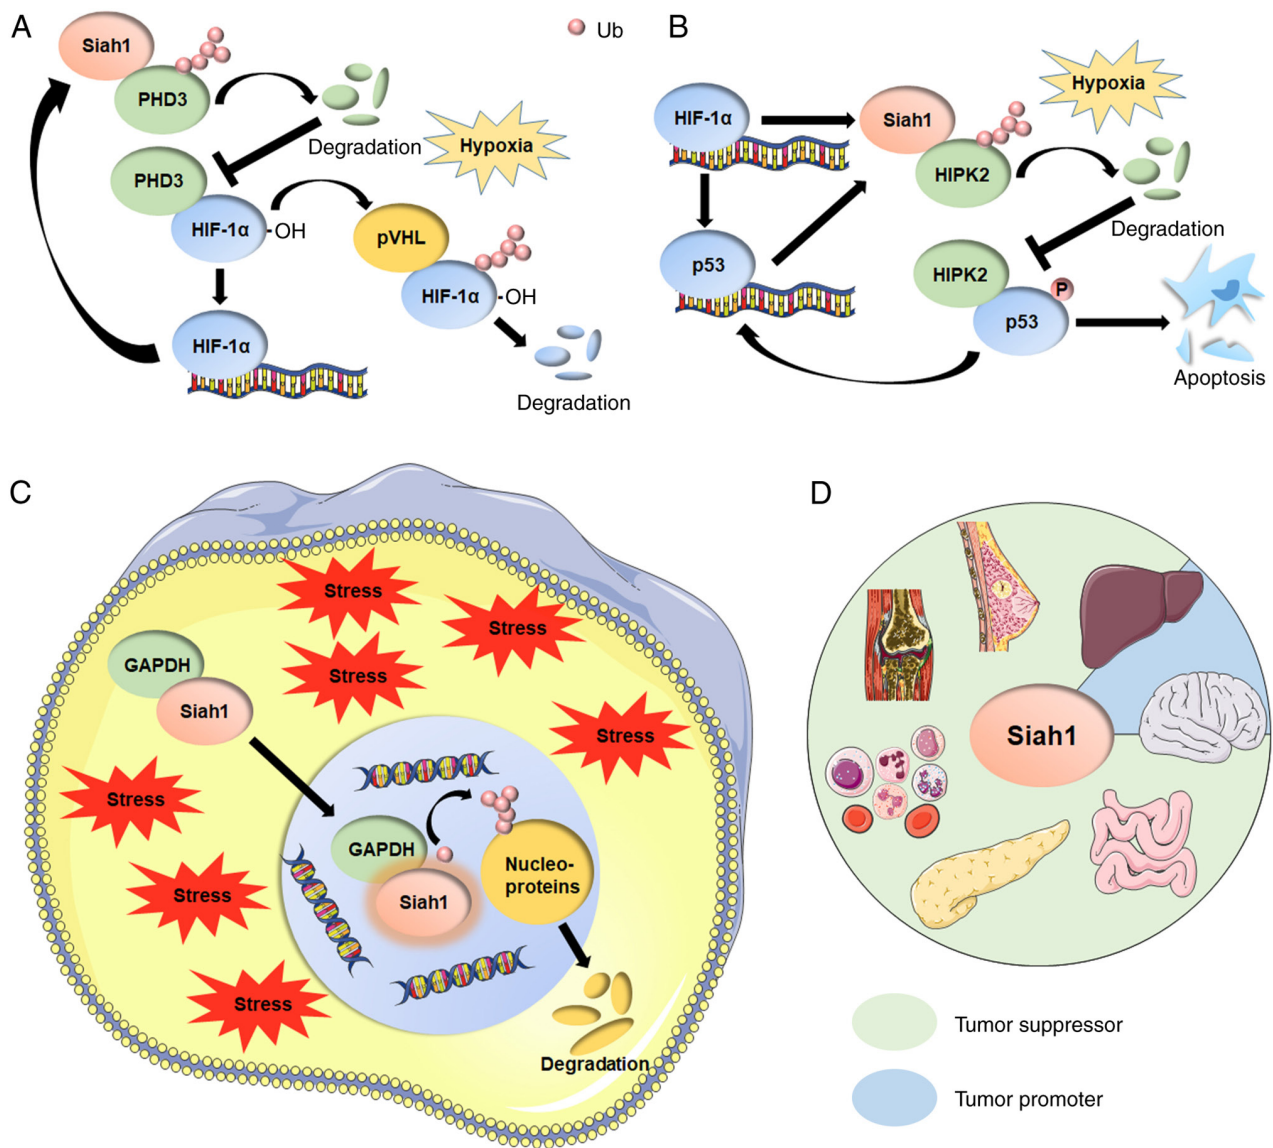 A
Siah1
PHD3
Ub
Degradation
Hypoxia
PHD3
HIF-1α
-OH
pVHL
HIF-1α
-OH
HIF-1α
Degradation
B
HIF-1α
Siah1
Hypoxia
HIPK2
Degradation
p53
HIPK2
P
p53
Apoptosis
C
Stress
Stress
Stress
GAPDH
Siah1
Stress
Stress
GAPDH
Siah1
Nucleo-
proteins
Stress
Stress
Degradation
D
Siah1
Tumor suppressor
Tumor promoter